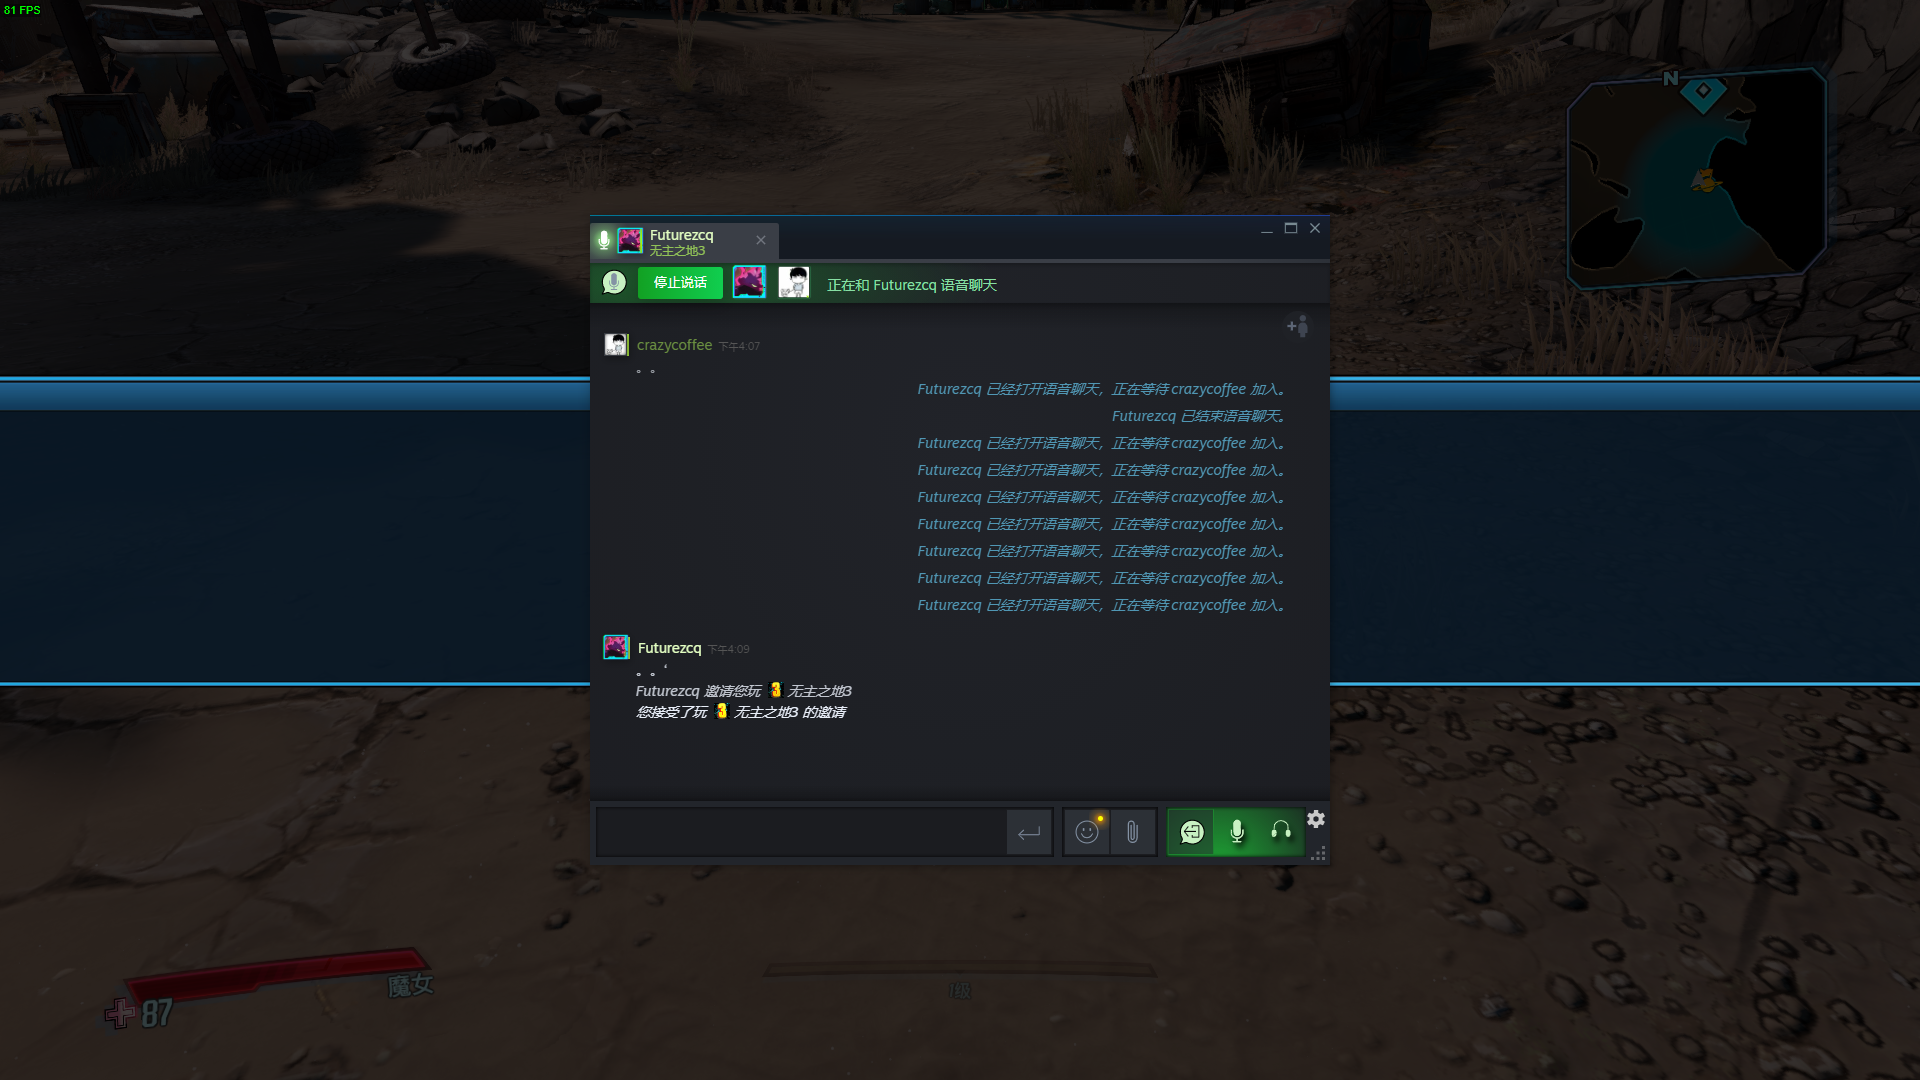 81 FPS
N
Futurezcq
无主之地3
停止说话
正在和 Futurezcq 语音聊天
crazycoffee 下午4:07
。。
Futurezcq 已经打开语音聊天，正在等待 crazycoffee 加入。
Futurezcq 已结束语音聊天。
Futurezcq 已经打开语音聊天，正在等待 crazycoffee 加入。
Futurezcq 已经打开语音聊天，正在等待 crazycoffee 加入。
Futurezcq 已经打开语音聊天，正在等待 crazycoffee 加入。
Futurezcq 已经打开语音聊天，正在等待 crazycoffee 加入。
Futurezcq 已经打开语音聊天，正在等待 crazycoffee 加入。
Futurezcq 已经打开语音聊天，正在等待 crazycoffee 加入。
Futurezcq 已经打开语音聊天，正在等待 crazycoffee 加入。
Futurezcq 下午4:09
。。‘
Futurezcq 邀请您玩 无主之地3
您接受了玩 无主之地3 的邀请
魔女
87
1级